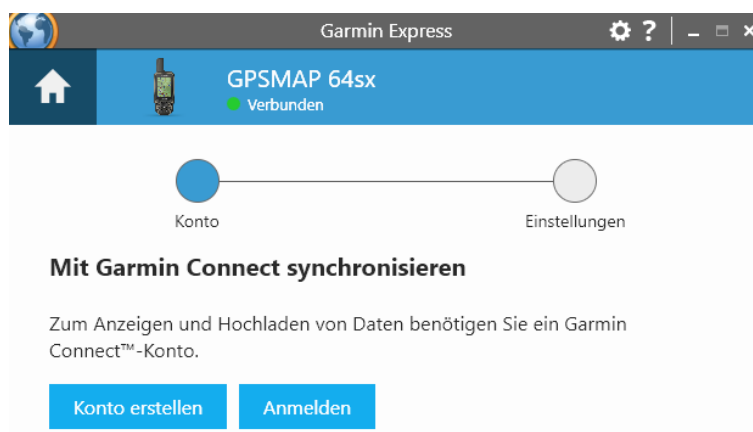 Garmin Express
?
GPSMAP 64sx
Verbunden
Konto
Einstellungen
Mit Garmin Connect synchronisieren
Zum Anzeigen und Hochladen von Daten benötigen Sie ein Garmin
Connect™-Konto.
Konto erstellen
Anmelden